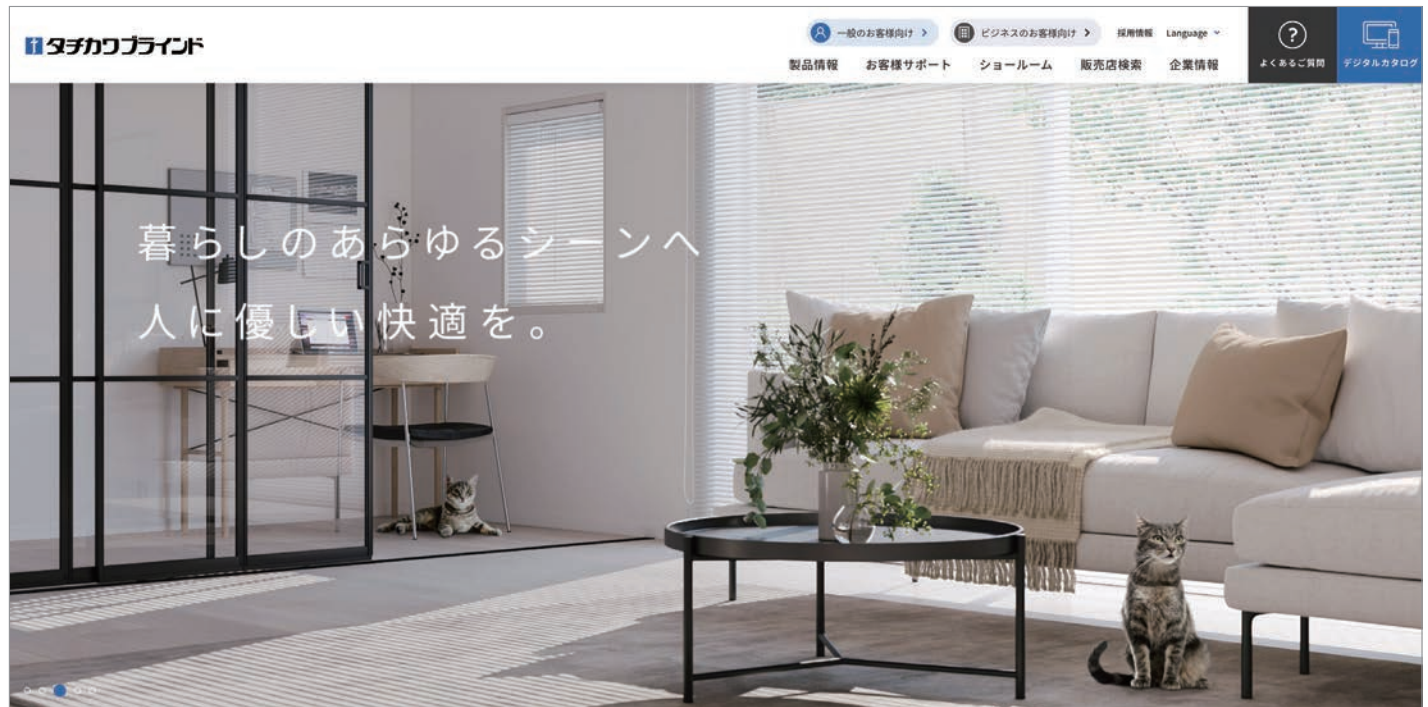 タチカワブラインド
一般のお客様向け
ビジネスのお客様向け
採用情報
Language
製品情報
お客様サポート
ショールーム
販売店検索
企業情報
?
よくあるご質問
デジタルカタログ
暮らしのあらゆるシーンへ
人に優しい快適を。